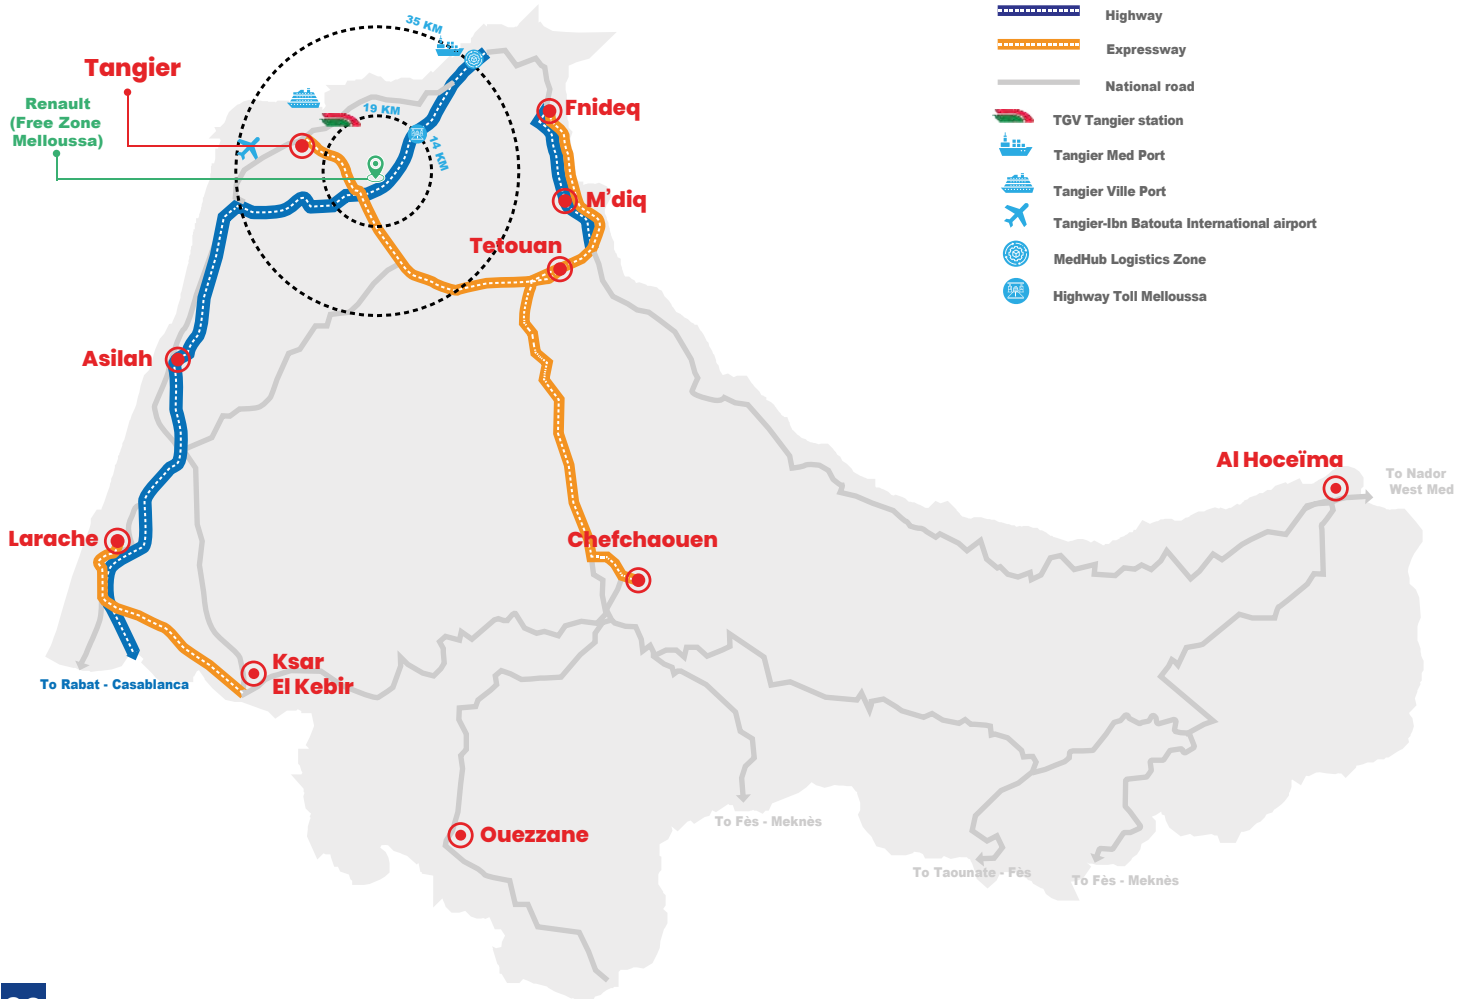 35 KM
Highway
Expressway
National road
TGV Tangier station
Tangier Med Port
Tangier Ville Port
Tangier-Ibn Batouta International airport
MedHub Logistics Zone
Highway Toll Melloussa
Tangier
Renault
(Free Zone
Melloussa)
19 KM
14 KM
Fnideq
M'diq
Tetouan
Asilah
Al Hoceïma
To Nador
West Med
Larache
Chefchaouen
Ksar
El Kebir
To Rabat - Casablanca
Ouezzane
To Fès - Meknès
To Taounate - Fès
To Fès - Meknès